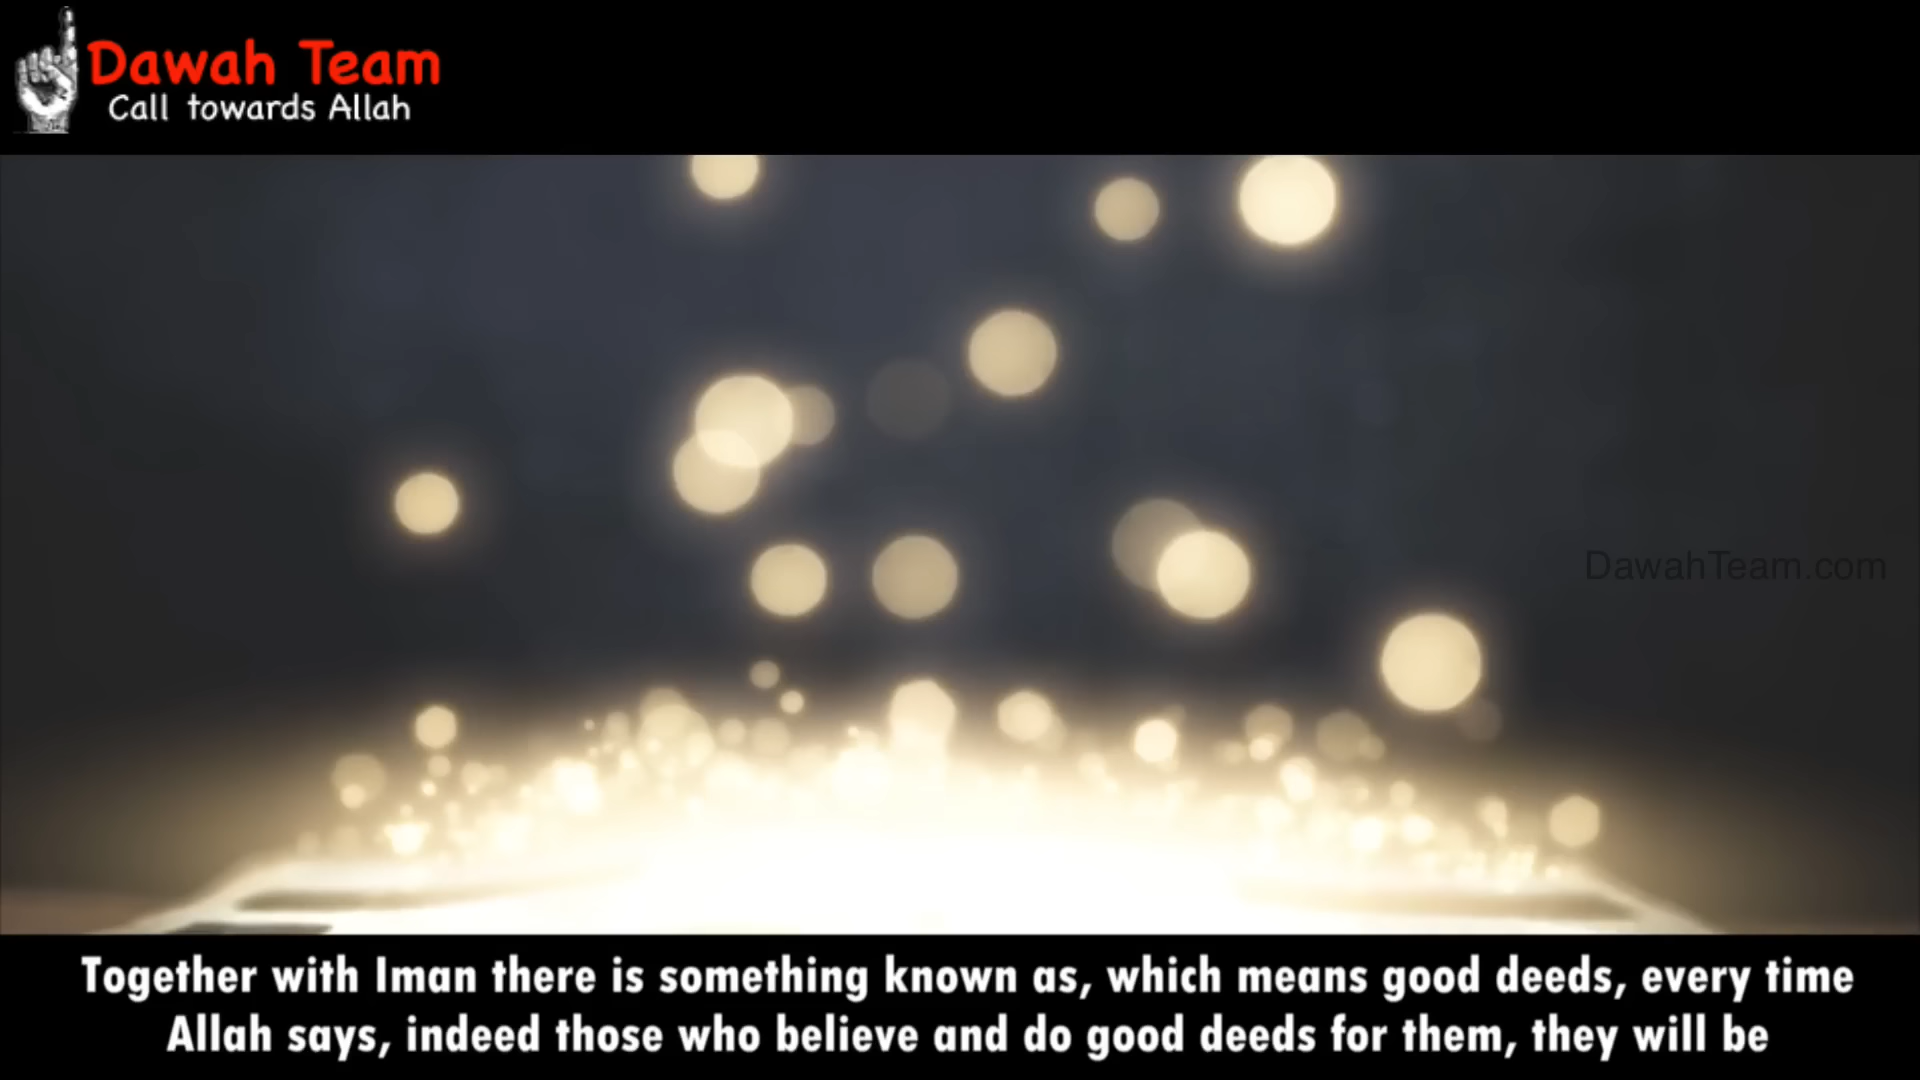 Dawah Team
Call towards Allah
DawahTeam.com
Together with Iman there is something known as, which means good deeds, every time
Allah says, indeed those who believe and do good deeds for them, they will be